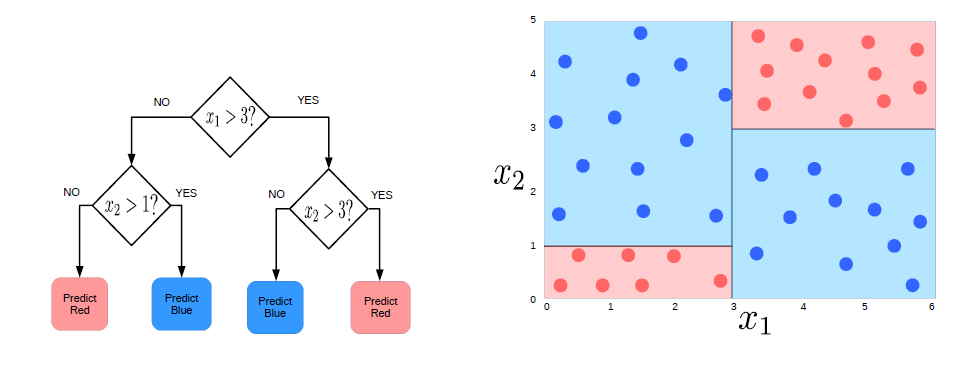 NO
YES
x₁ > 3?
NO
YES
x₂ > 1?
NO
YES
x₂ > 3?
Predict
Red
Predict
Blue
Predict
Blue
Predict
Red
5
4
3
2
1
0
x₂
0 1 2 3 4 5 6
x₁